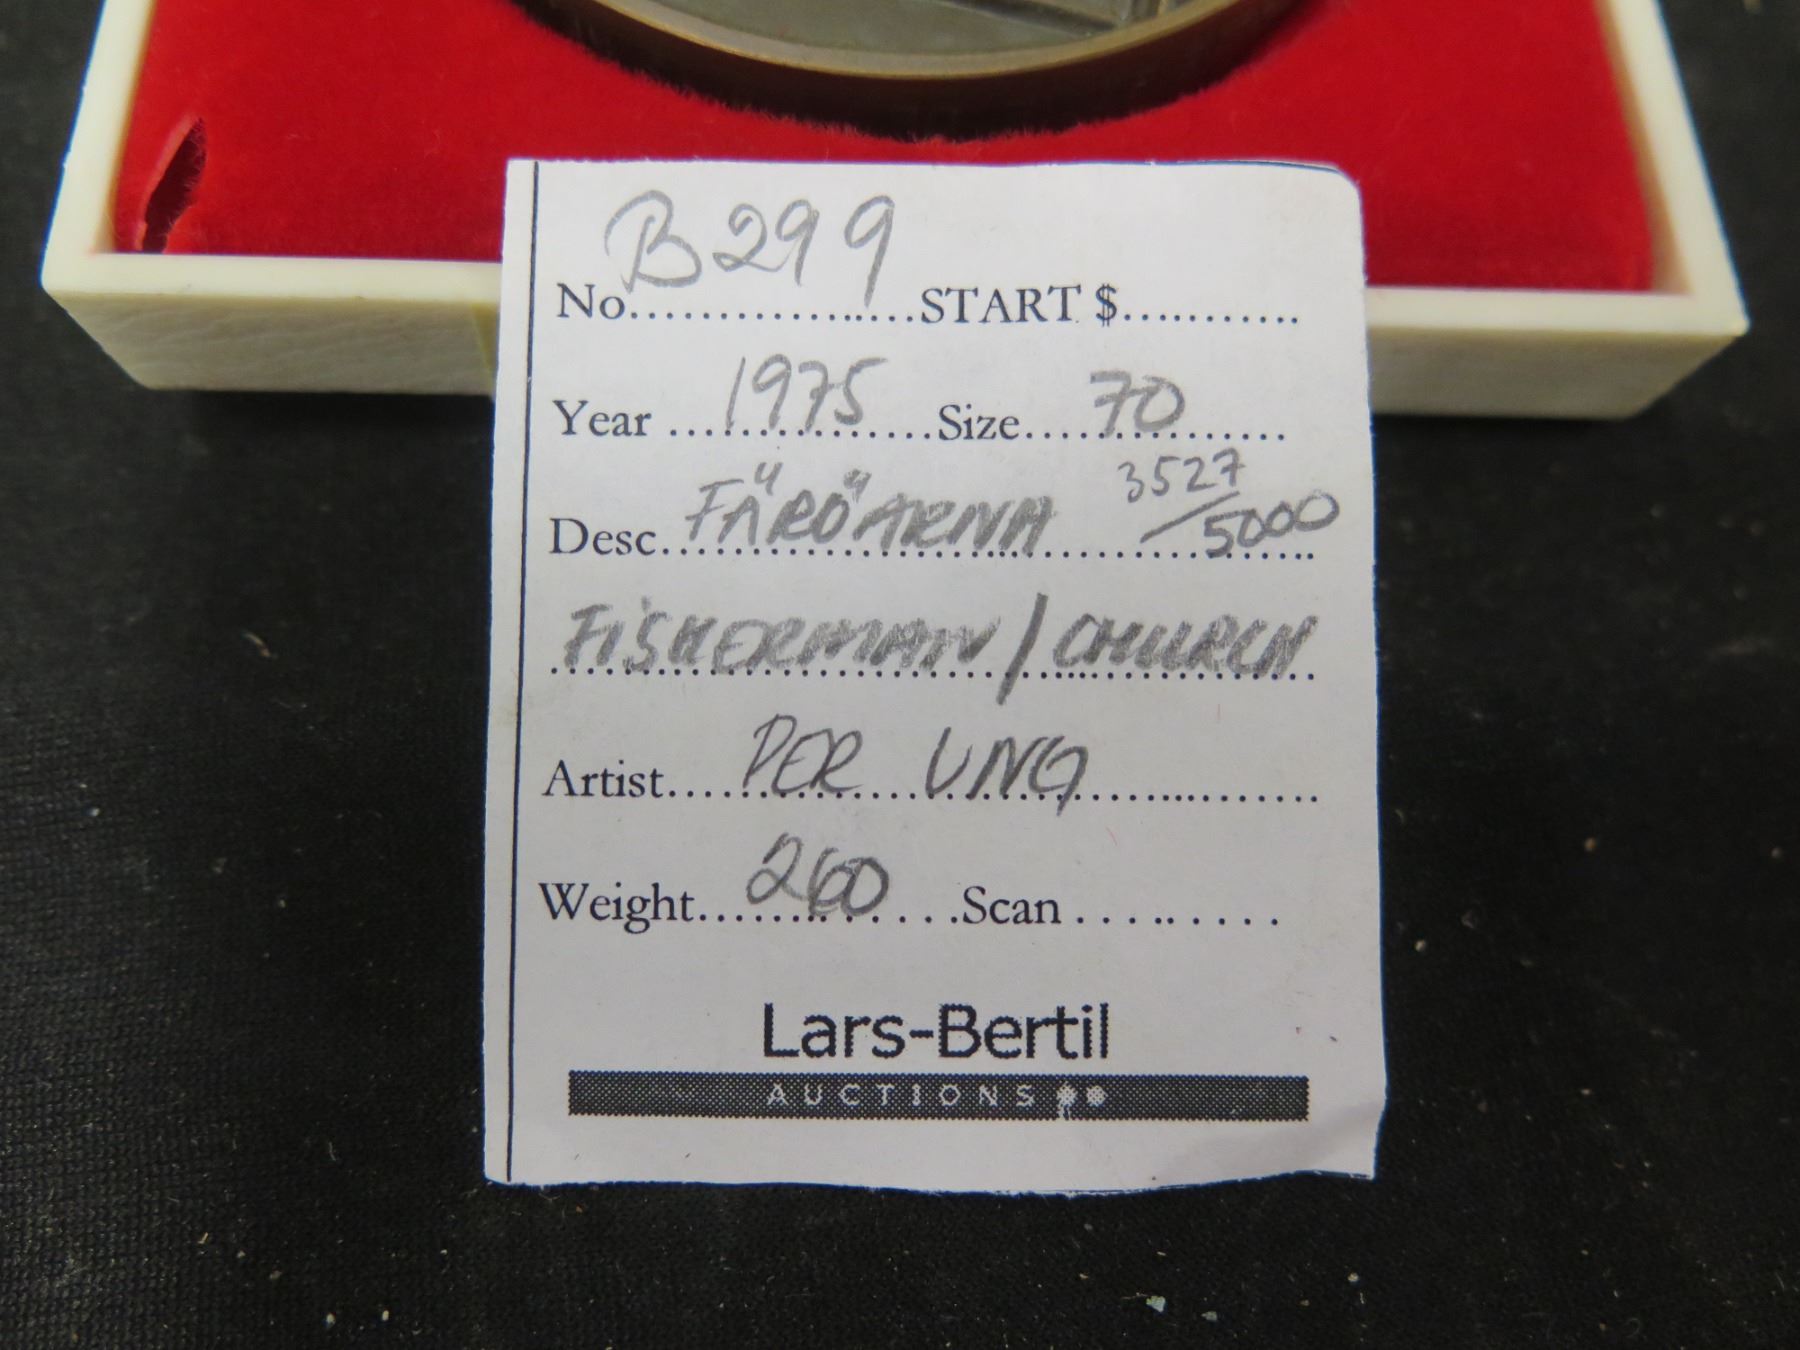 No. B299 START $
Year 1975 Size 70
Desc. FÄRÖARNA 3527/5000
FISKERMAN / CHURCH
Artist PER UNG
Weight 260 Scan
Lars-Bertil
AUCTIONS